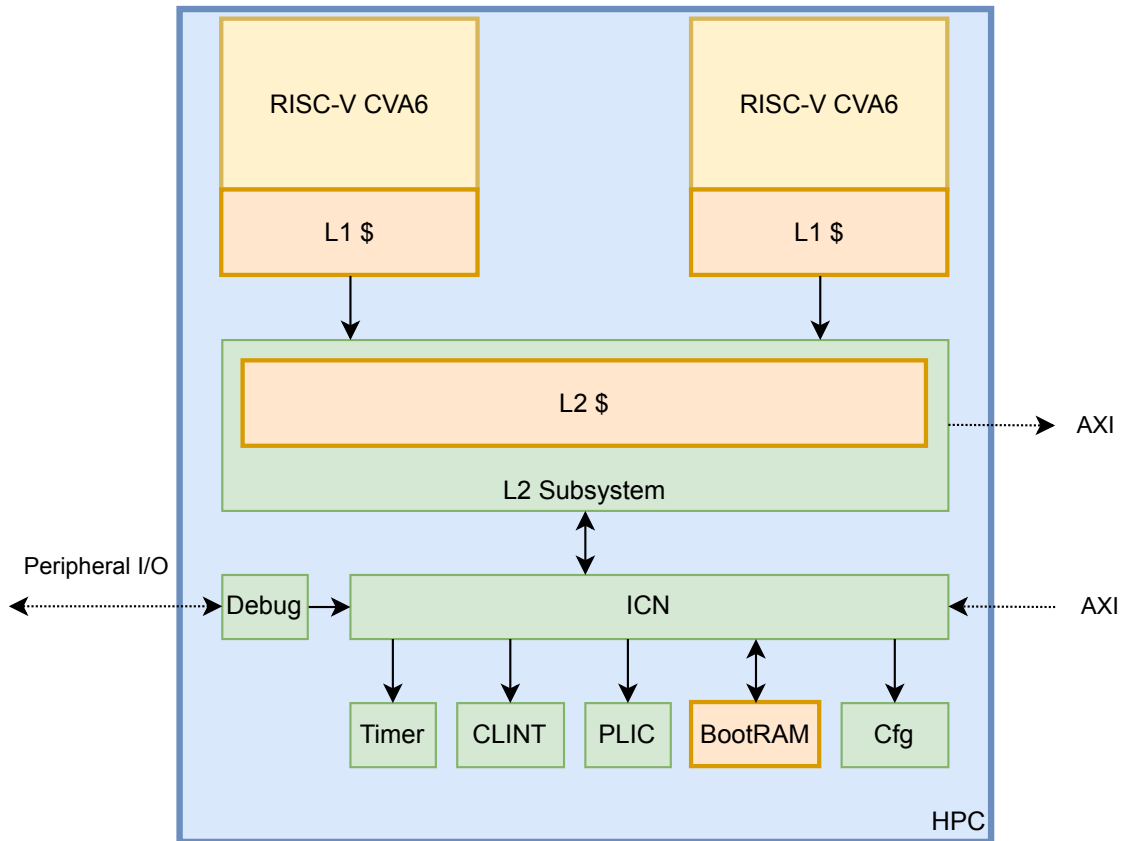 RISC-V CVA6
RISC-V CVA6
L1 $
L1 $
L2 $
AXI
L2 Subsystem
Peripheral I/O
Debug
ICN
AXI
Timer
CLINT
PLIC
BootRAM
Cfg
HPC